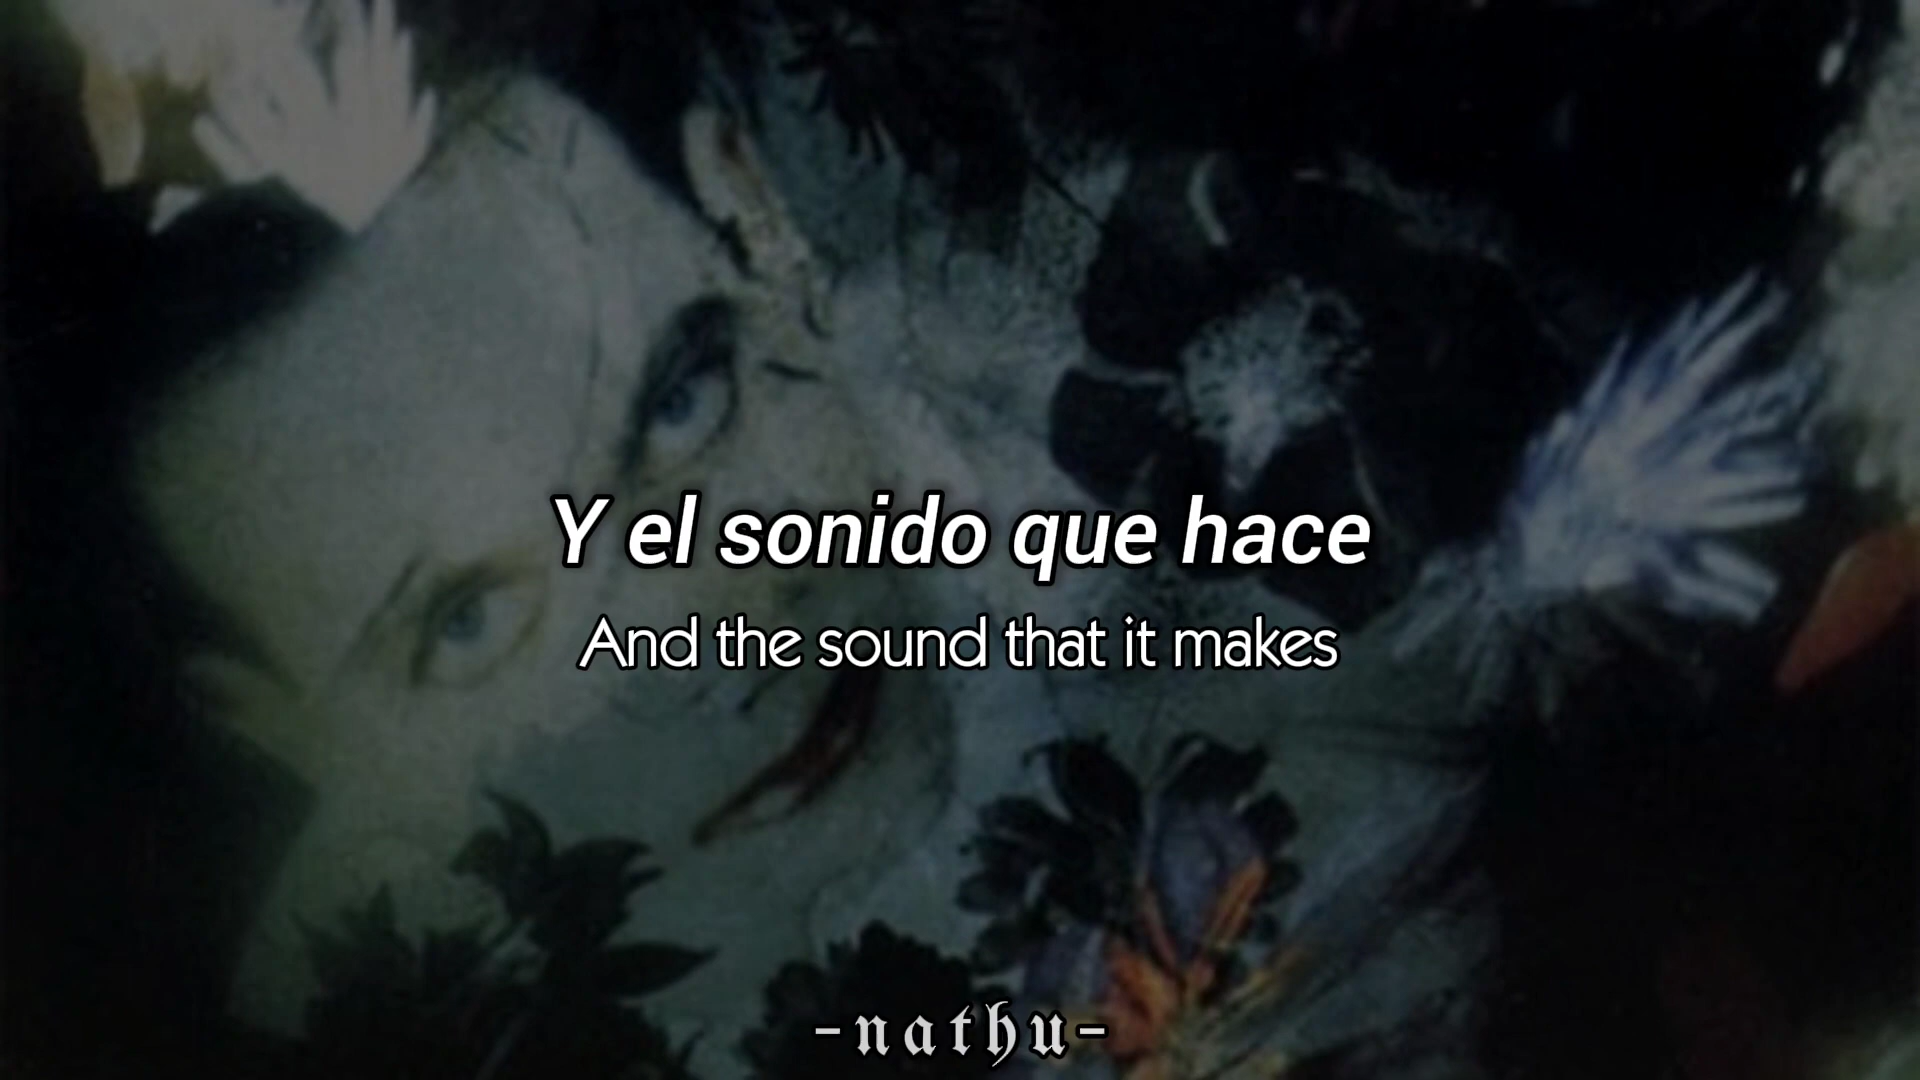 Y el sonido que hace
And the sound that it makes
-nathu-